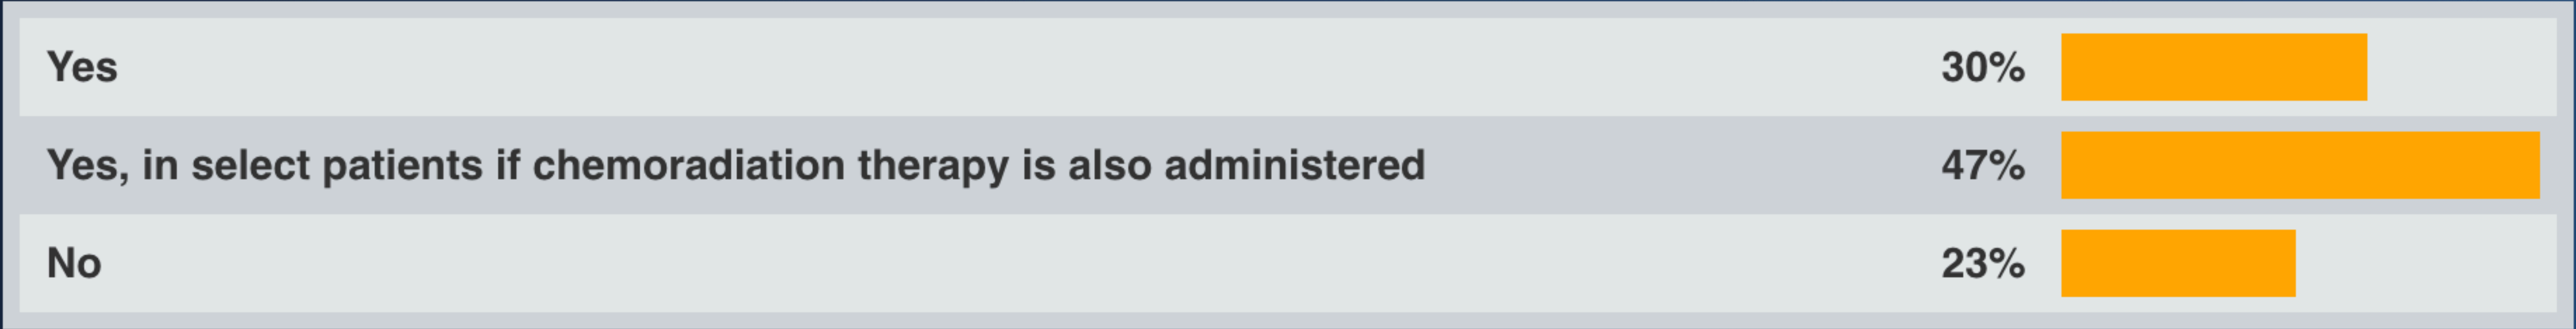 Yes 30%
Yes, in select patients if chemoradiation therapy is also administered 47%
No 23%